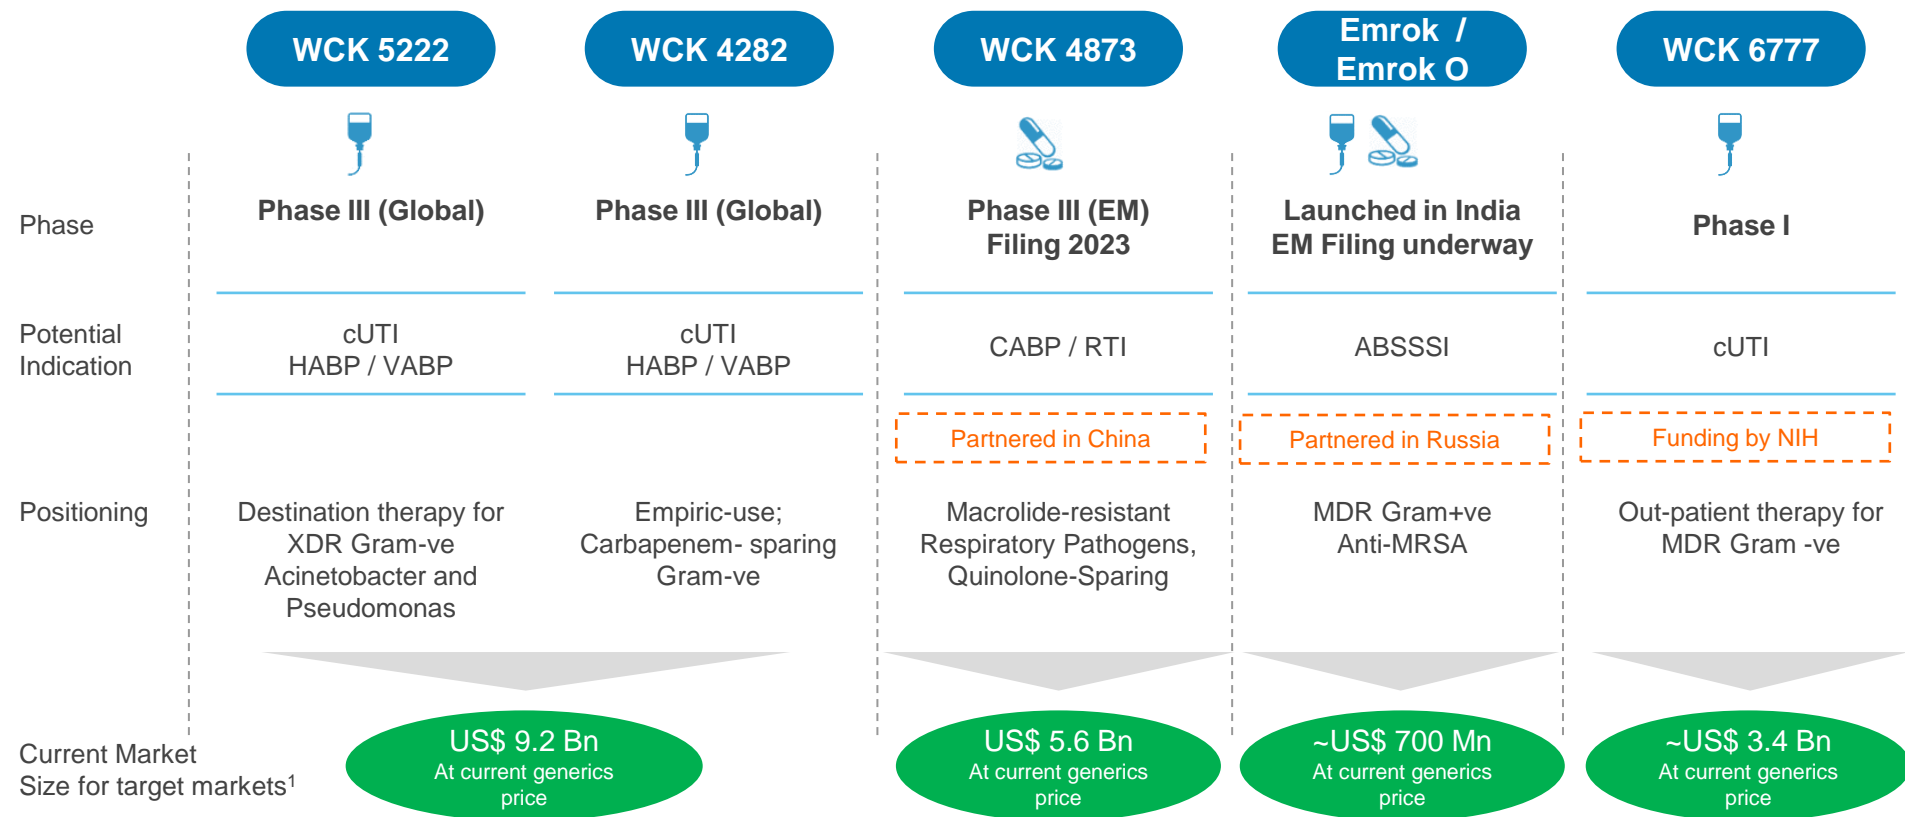 WCK 5222
WCK 4282
WCK 4873
Emrok /
Emrok O
WCK 6777
Phase
Phase III (Global)
Phase III (Global)
Phase III (EM)
Filing 2023
Launched in India
EM Filing underway
Phase I
Potential
Indication
cUTI
HABP / VABP
cUTI
HABP / VABP
CABP / RTI
ABSSSI
cUTI
Partnered in China
Partnered in Russia
Funding by NIH
Positioning
Destination therapy for
XDR Gram-ve
Acinetobacter and
Pseudomonas
Empiric-use;
Carbapenem- sparing
Gram-ve
Macrolide-resistant
Respiratory Pathogens,
Quinolone-Sparing
MDR Gram+ve
Anti-MRSA
Out-patient therapy for
MDR Gram -ve
Current Market
Size for target markets¹
US$ 9.2 Bn
At current generics
price
US$ 5.6 Bn
At current generics
price
~US$ 700 Mn
At current generics
price
~US$ 3.4 Bn
At current generics
price